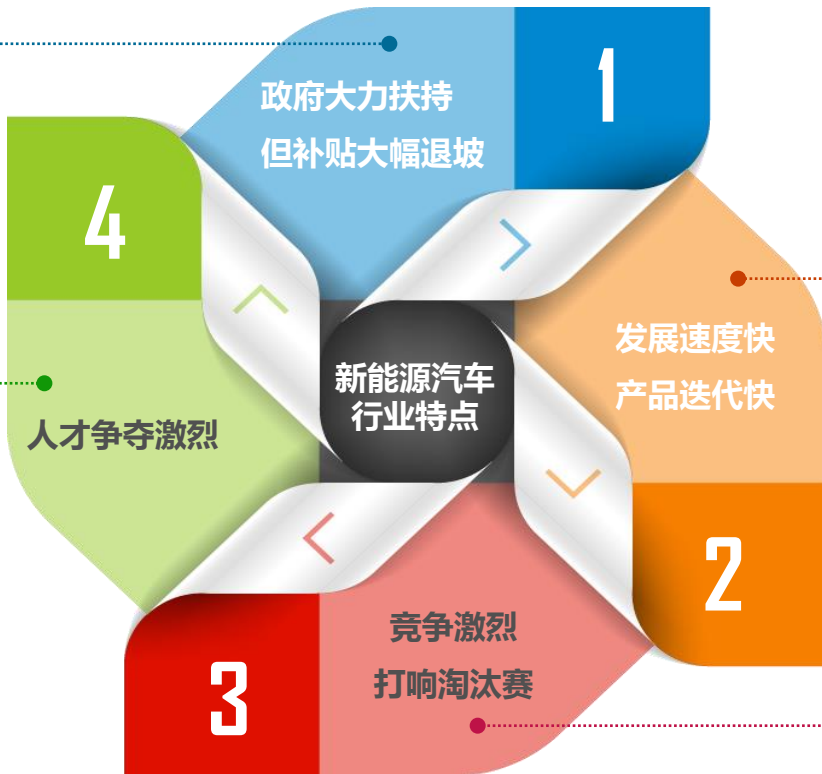 新能源汽车
行业特点
1
政府大力扶持
但补贴大幅退坡
2
发展速度快
产品迭代快
3
竞争激烈
打响淘汰赛
4
人才争夺激烈